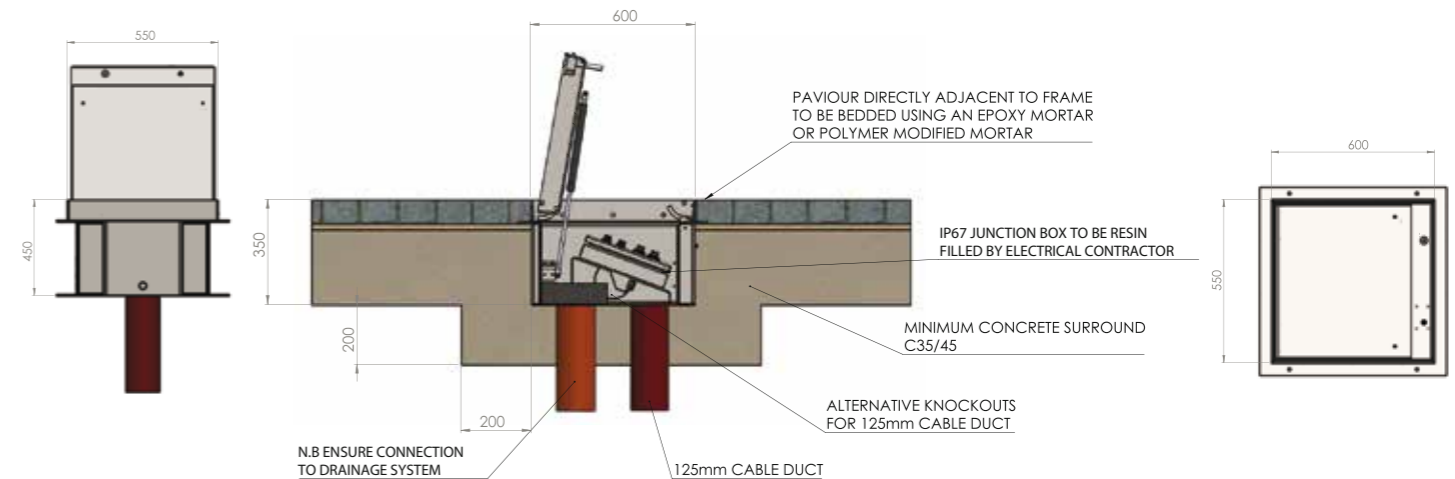 550
450
600
350
200
200
PAVIOUR DIRECTLY ADJACENT TO FRAME
TO BE BEDDED USING AN EPOXY MORTAR
OR POLYMER MODIFIED MORTAR
IP67 JUNCTION BOX TO BE RESIN
FILLED BY ELECTRICAL CONTRACTOR
MINIMUM CONCRETE SURROUND
C35/45
ALTERNATIVE KNOCKOUTS
FOR 125mm CABLE DUCT
N.B ENSURE CONNECTION
TO DRAINAGE SYSTEM
125mm CABLE DUCT
600
550